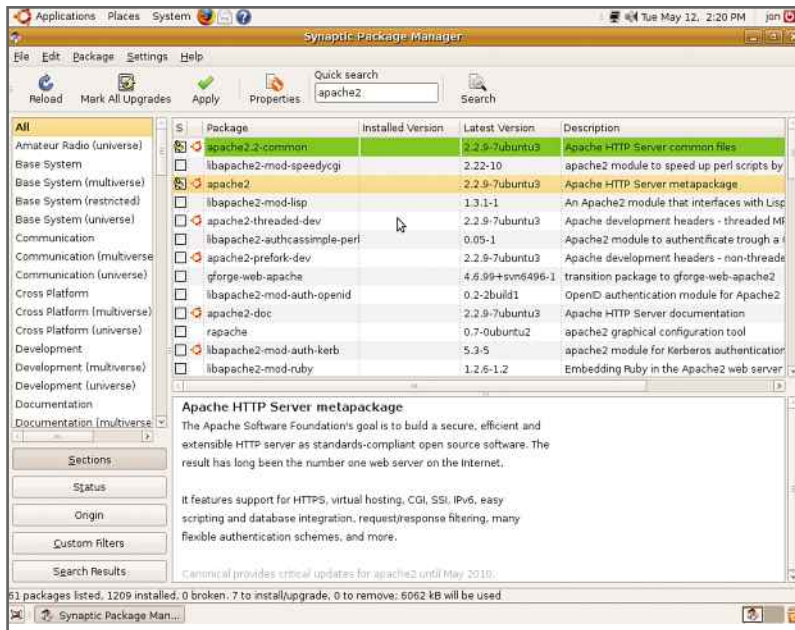 Applications Places System Tue May 12, 2:20 PM jon
Synaptic Package Manager
File Edit Package Settings Help
Quick search
Reload Mark All Upgrades Apply Properties apache2 Search
All
Amateur Radio (universe)
Base System
Base System (multiverse)
Base System (restricted)
Base System (universe)
Communication
Communication (multiverse
Communication (universe)
Cross Platform
Cross Platform (multiverse)
Cross Platform (universe)
Development
Development (multiverse)
Development (universe)
Documentation
Documentation (multiverse
Sections
Status
Origin
Custom Filters
Search Results
S Package Installed Version Latest Version Description
apache2.2-common 2.2.9-7ubuntu3 Apache HTTP Server common files
libapache2-mod-speedycgi 2.22-10 apache2 module to speed up perl scripts by
apache2 2.2.9-7ubuntu3 Apache HTTP Server metapackage
libapache2-mod-lisp 1.3.1-1 An Apache2 module that interfaces with Lisp
apache2-threaded-dev 2.2.9-7ubuntu3 Apache development headers - threaded MP
libapache2-authcassimple-perl 0.05-1 Apache2 module to authentificate trough a
apache2-prefork-dev 2.2.9-7ubuntu3 Apache development headers - non-threade
gforge-web-apache 4.6.99+svn6496-1 transition package to gforge-web-apache2
libapache2-mod-auth-openid 0.2-2build1 OpenID authentication module for Apache2
apache2-doc 2.2.9-7ubuntu3 Apache HTTP Server documentation
rapache 0.7-0ubuntu2 apache2 graphical configuration tool
libapache2-mod-auth-kerb 5.3-5 apache2 module for Kerberos authentication
libapache2-mod-ruby 1.2.6-1.2 Embedding Ruby in the Apache2 web server
Apache HTTP Server metapackage
The Apache Software Foundation's goal is to build a secure, efficient and
extensible HTTP server as standards-compliant open source software. The
result has long been the number one web server on the Internet.
It features support for HTTPS, virtual hosting, CGI, SSI, IPv6, easy
scripting and database integration, request/response filtering, many
flexible authentication schemes, and more.
Canonical provides critical updates for apache2 until May 2010.
61 packages listed, 1209 installed, 0 broken. 7 to install/upgrade, 0 to remove; 6062 kB will be used
Synaptic Package Man...